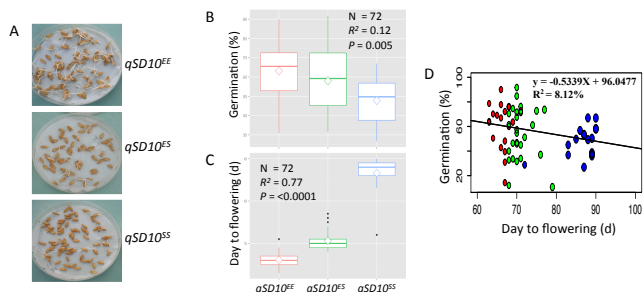 A
qSD10EE
qSD10ES
qSD10SS
B
Germination (%)
N = 72
R² = 0.12
P = 0.005
C
Day to flowering (d)
N = 72
R² = 0.77
P = <0.0001
qSD10EE qSD10ES qSD10SS
D
Germination (%)
y = -0.5339X + 96.0477
R² = 8.12%
100
60
20
60 70 80 90 100
Day to flowering (d)